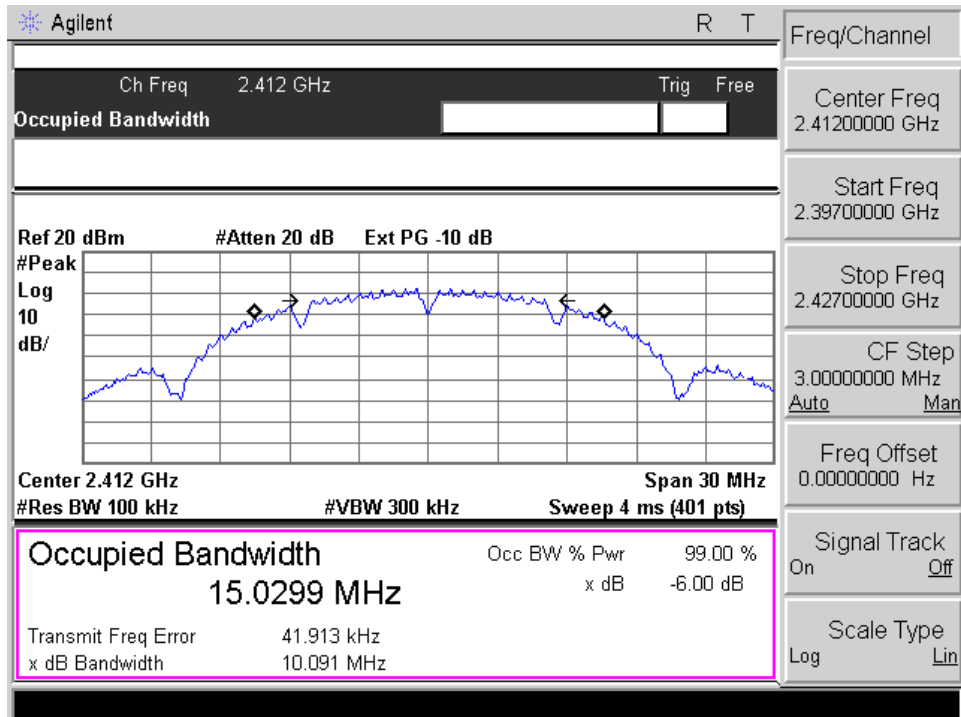 Agilent R T
Ch Freq 2.412 GHz Trig Free
Occupied Bandwidth
Ref 20 dBm #Atten 20 dB Ext PG -10 dB
#Peak
Log
10
dB/
Center 2.412 GHz Span 30 MHz
#Res BW 100 kHz #VBW 300 kHz Sweep 4 ms (401 pts)
Occupied Bandwidth Occ BW % Pwr 99.00 %
15.0299 MHz x dB -6.00 dB
Transmit Freq Error 41.913 kHz
x dB Bandwidth 10.091 MHz
Freq/Channel
Center Freq
2.41200000 GHz
Start Freq
2.39700000 GHz
Stop Freq
2.42700000 GHz
CF Step
3.00000000 MHz
Auto Man
Freq Offset
0.00000000 Hz
Signal Track
On Off
Scale Type
Log Lin